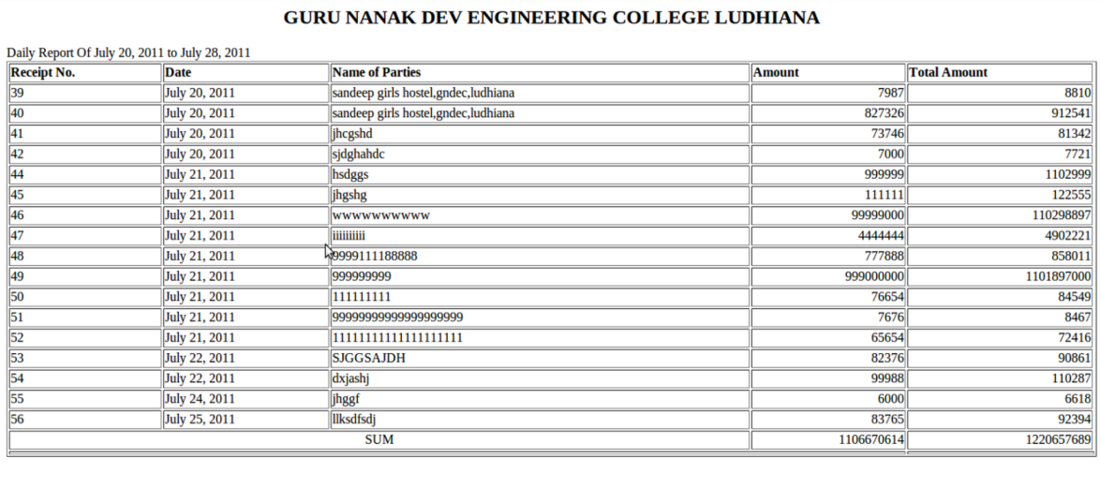 GURU NANAK DEV ENGINEERING COLLEGE LUDHIANA
Daily Report Of July 20, 2011 to July 28, 2011
Receipt No. Date Name of Parties Amount Total Amount
39 July 20, 2011 sandeep girls hostel,gndec,ludhiana 7987 8810
40 July 20, 2011 sandeep girls hostel,gndec,ludhiana 827326 912541
41 July 20, 2011 jhcgshd 73746 81342
42 July 20, 2011 sjdghahdc 7000 7721
44 July 21, 2011 hsdggs 999999 1102999
45 July 21, 2011 jhgshg 111111 122555
46 July 21, 2011 wwwwwwwwww 99999000 110298897
47 July 21, 2011 iiiiiiiiii 4444444 4902221
48 July 21, 2011 9999111188888 777888 858011
49 July 21, 2011 999999999 999000000 1101897000
50 July 21, 2011 111111111 76654 84549
51 July 21, 2011 99999999999999999999 7676 8467
52 July 21, 2011 11111111111111111111 65654 72416
53 July 22, 2011 SJGGSAJDH 82376 90861
54 July 22, 2011 dxjashj 99988 110287
55 July 24, 2011 jhggf 6000 6618
56 July 25, 2011 llksdfsdj 83765 92394
SUM 1106670614 1220657689